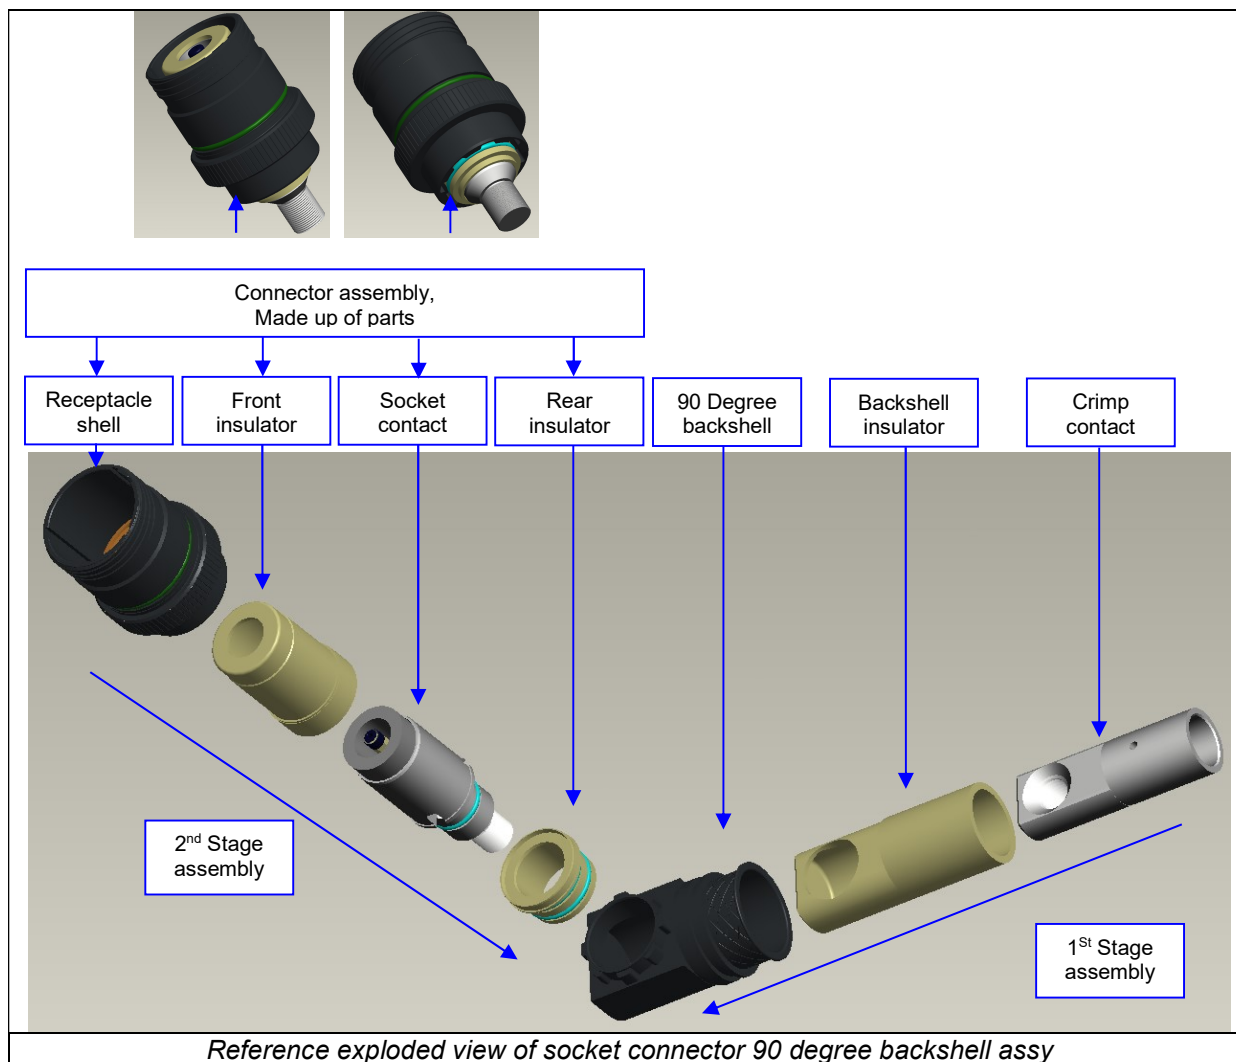 Connector assembly,
Made up of parts
Receptacle
shell
Front
insulator
Socket
contact
Rear
insulator
90 Degree
backshell
Backshell
insulator
Crimp
contact
2nd Stage
assembly
1St Stage
assembly
Reference exploded view of socket connector 90 degree backshell assy